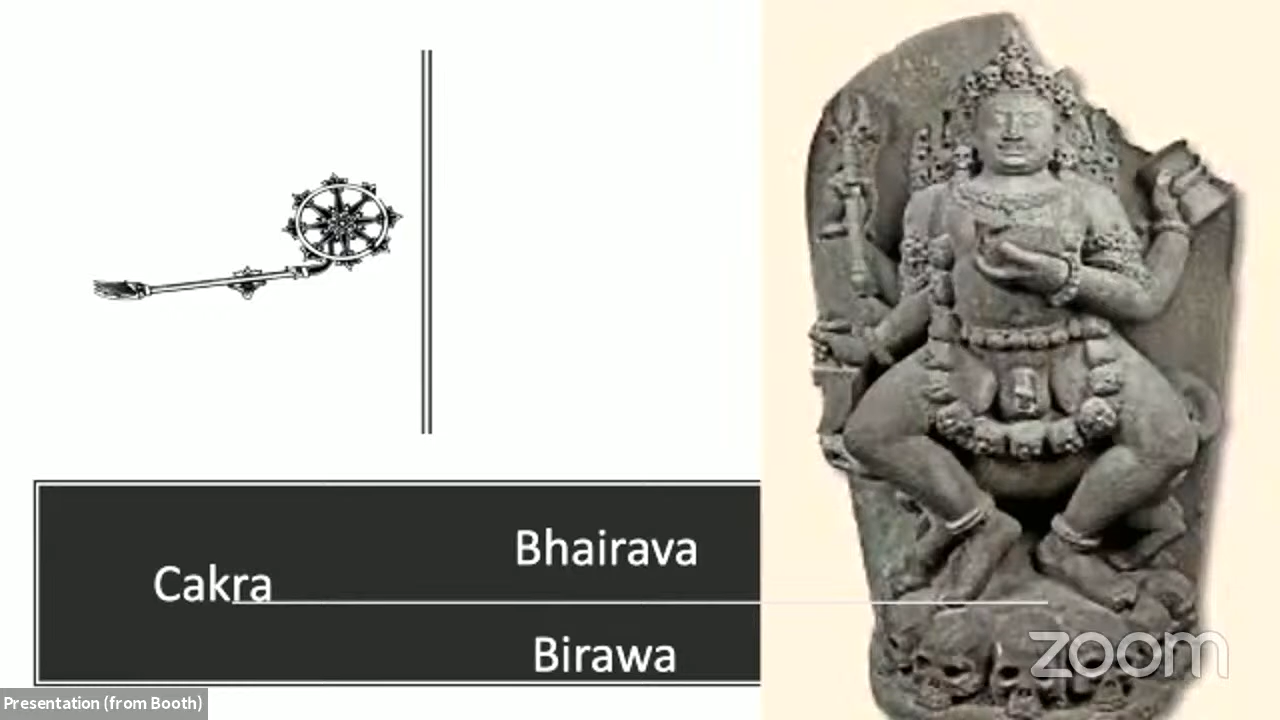 Bhairava
Cakra
Birawa
zoom
Presentation (from Booth)